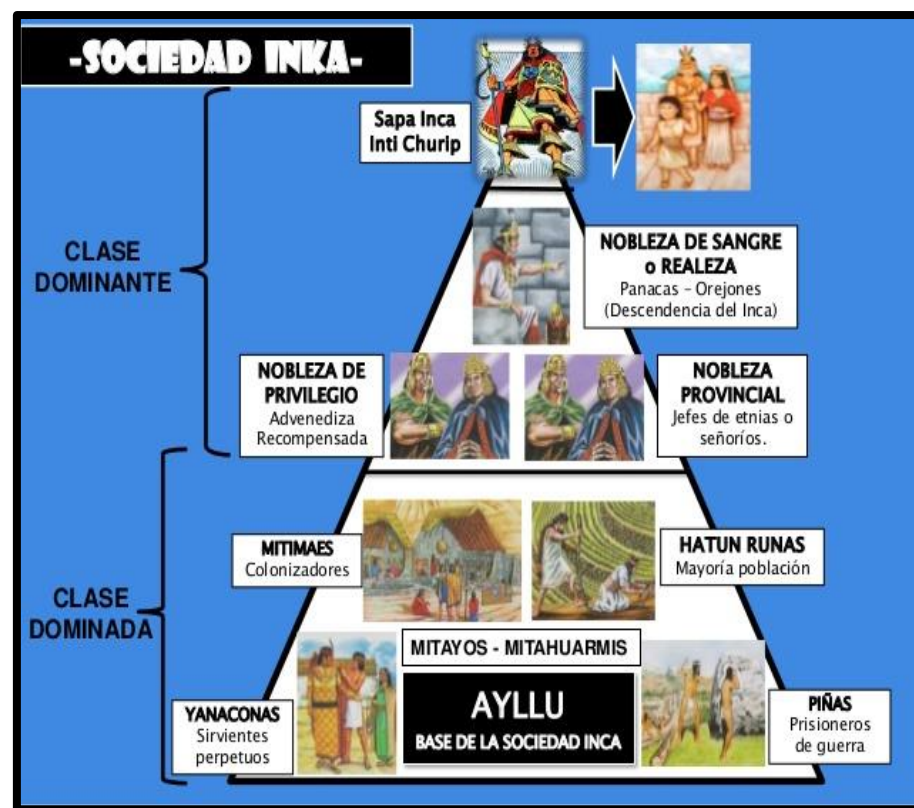 -SOCIEDAD INKA-
Sapa Inca
Inti Churip
CLASE
DOMINANTE
NOBLEZA DE SANGRE
o REALEZA
Panacas – Orejones
(Descendencia del Inca)
NOBLEZA DE
PRIVILEGIO
Advenediza
Recompensada
NOBLEZA
PROVINCIAL
Jefes de etnias o
señoríos.
CLASE
DOMINADA
MITIMAES
Colonizadores
HATUN RUNAS
Mayoría población
MITAYOS - MITAHUARMIS
YANACONAS
Sirvientes
perpetuos
AYLLU
BASE DE LA SOCIEDAD INCA
PIÑAS
Prisioneros
de guerra